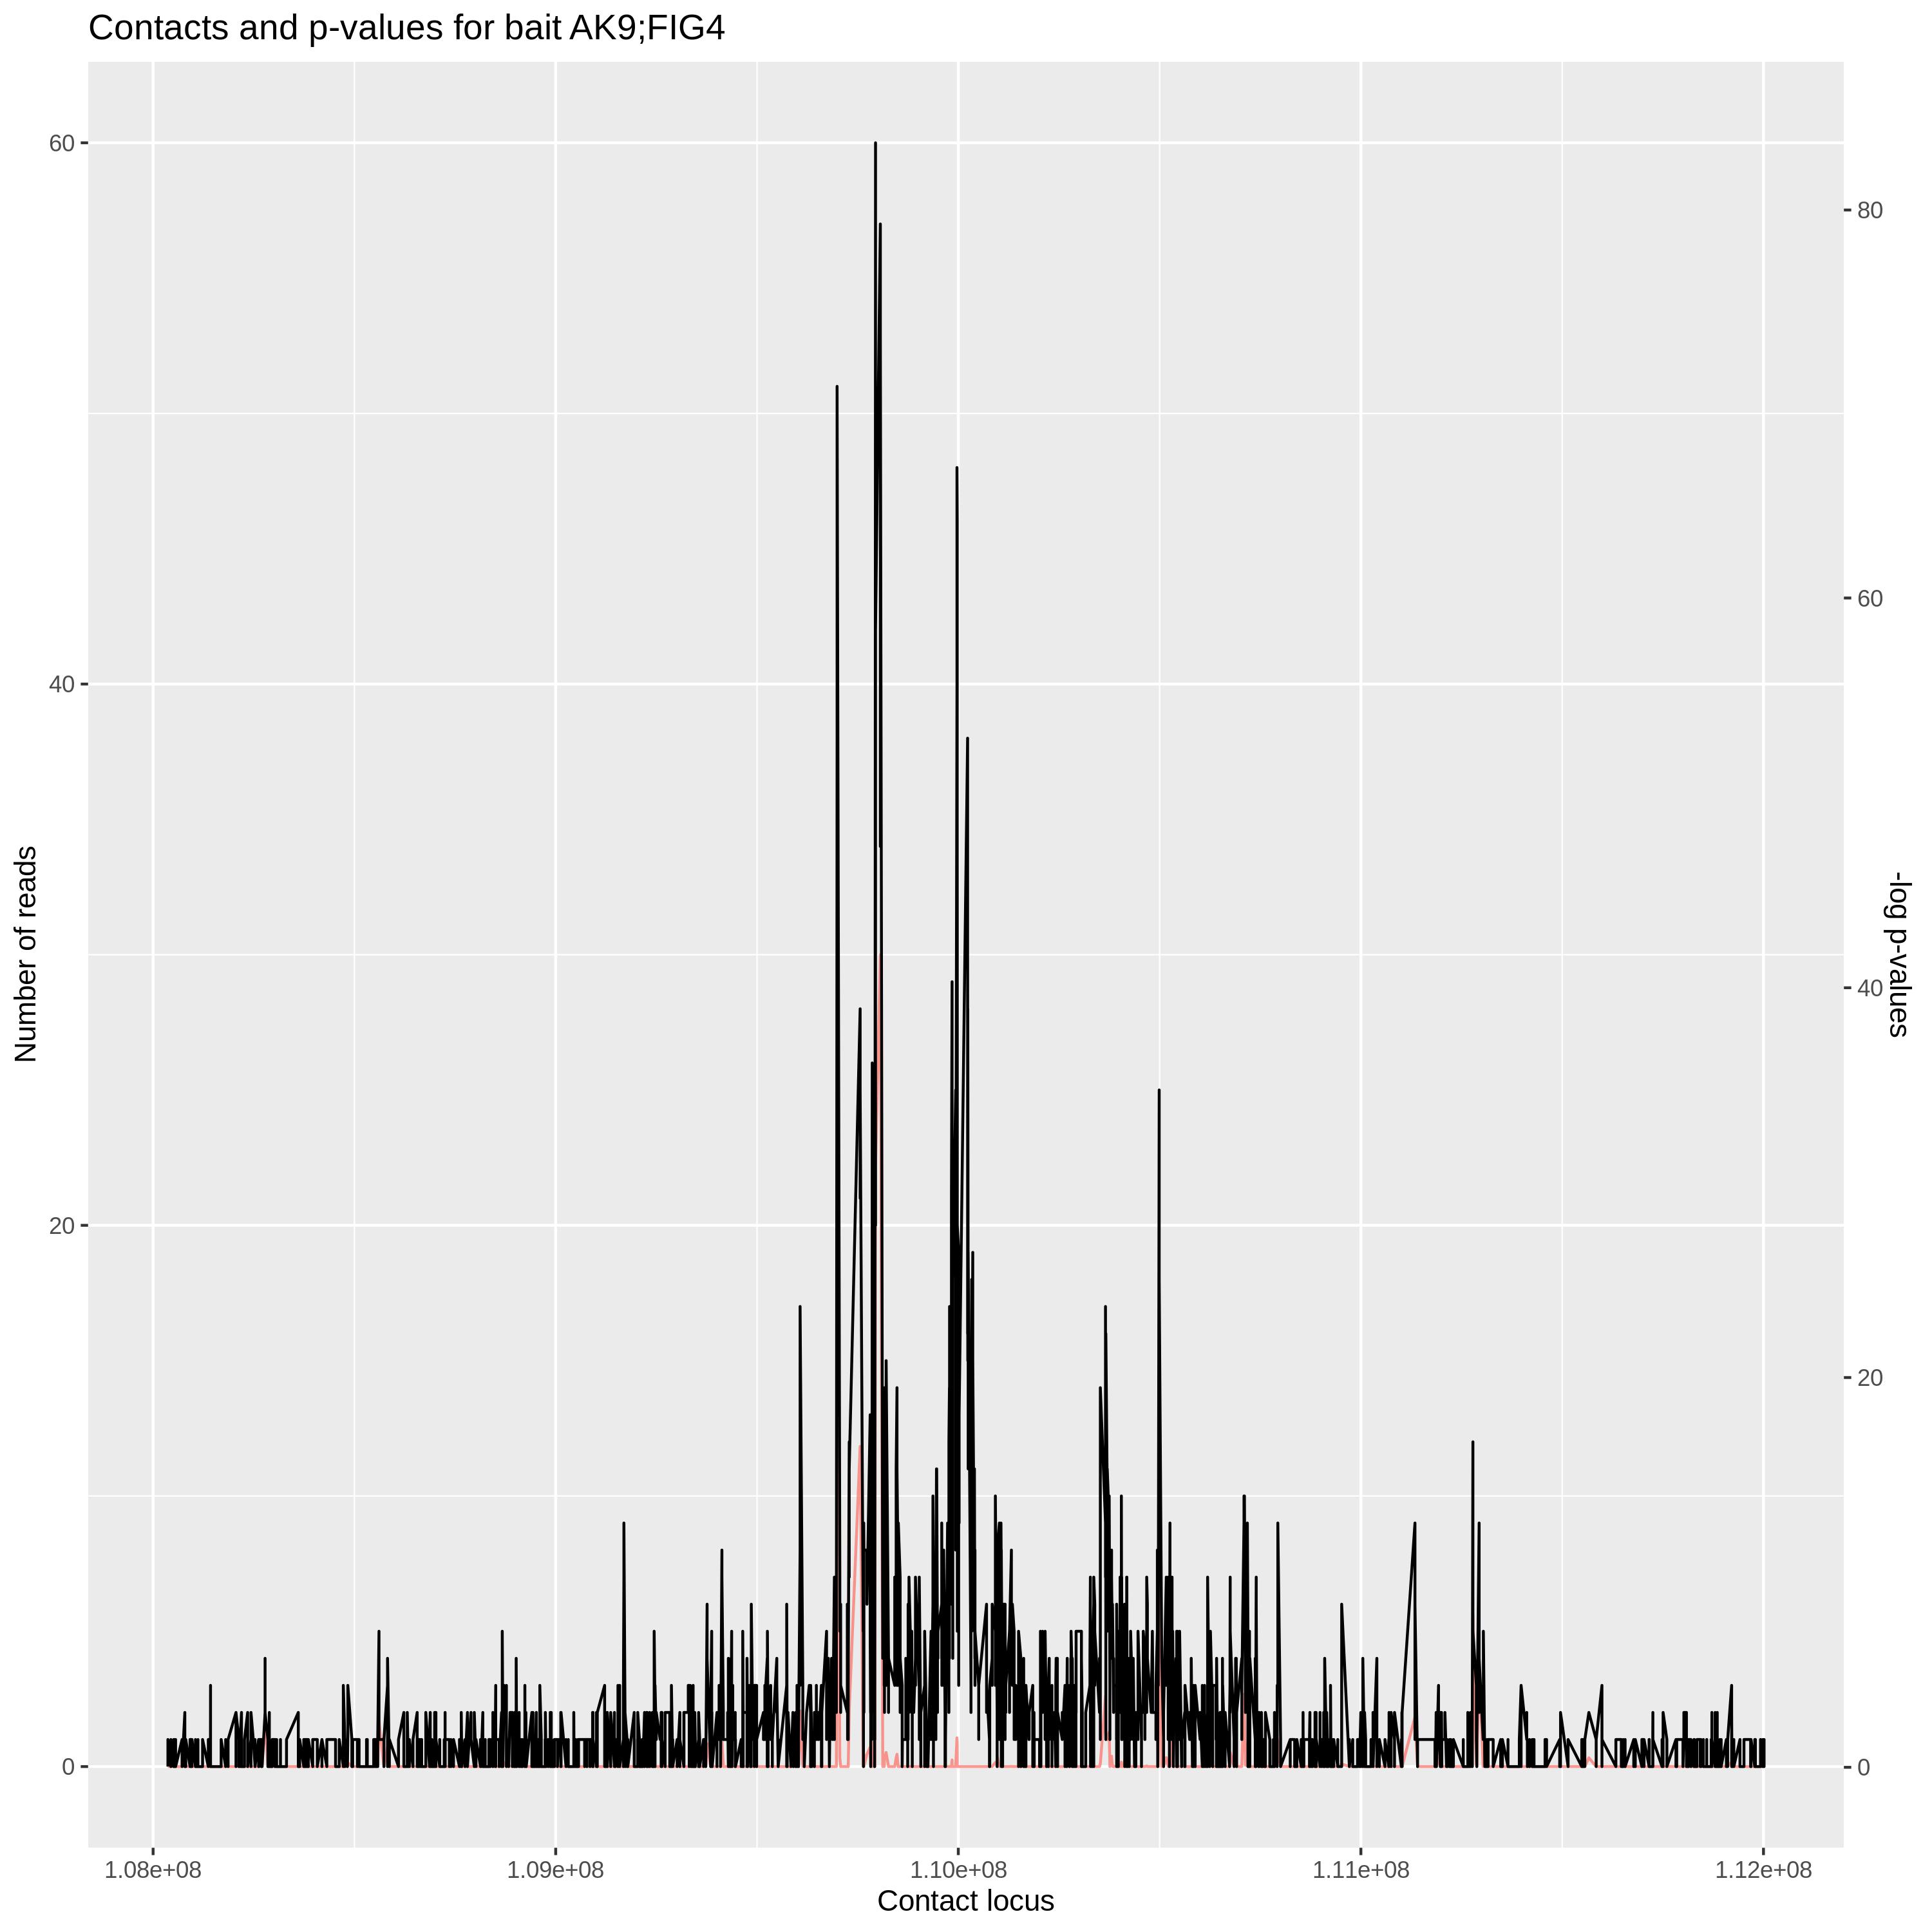 Contacts and p-values for bait AK9;FIG4
60
40
20
0
Number of reads
80
60
40
20
0
-log p-values
1.08e+08
1.09e+08
1.10e+08
1.11e+08
1.12e+08
Contact locus